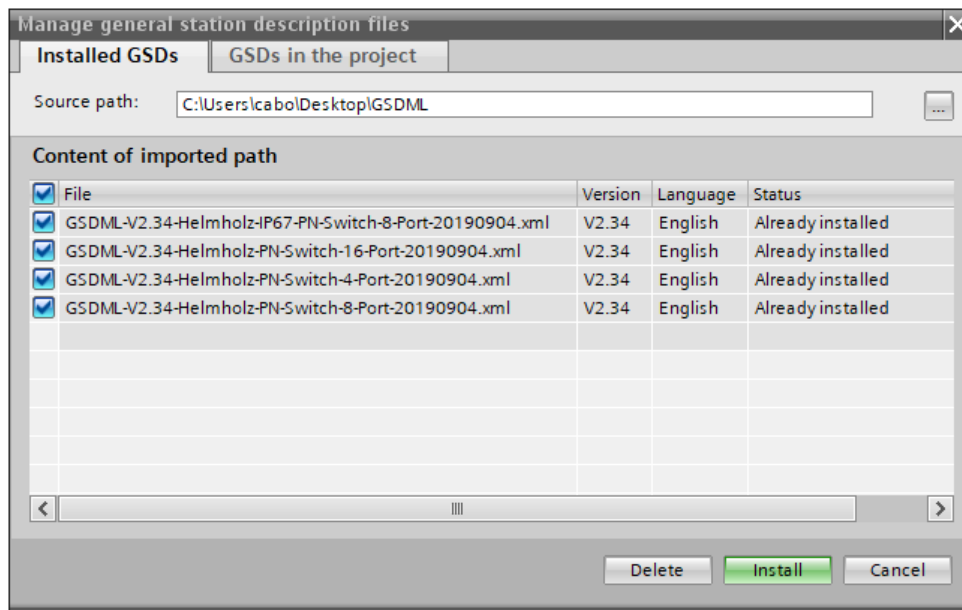 Manage general station description files
Installed GSDs GSDs in the project
Source path: C:\Users\cabo\Desktop\GSDML ...
Content of imported path
File Version Language Status
GSDML-V2.34-Helmholz-IP67-PN-Switch-8-Port-20190904.xml V2.34 English Already installed
GSDML-V2.34-Helmholz-PN-Switch-16-Port-20190904.xml V2.34 English Already installed
GSDML-V2.34-Helmholz-PN-Switch-4-Port-20190904.xml V2.34 English Already installed
GSDML-V2.34-Helmholz-PN-Switch-8-Port-20190904.xml V2.34 English Already installed
Delete Install Cancel